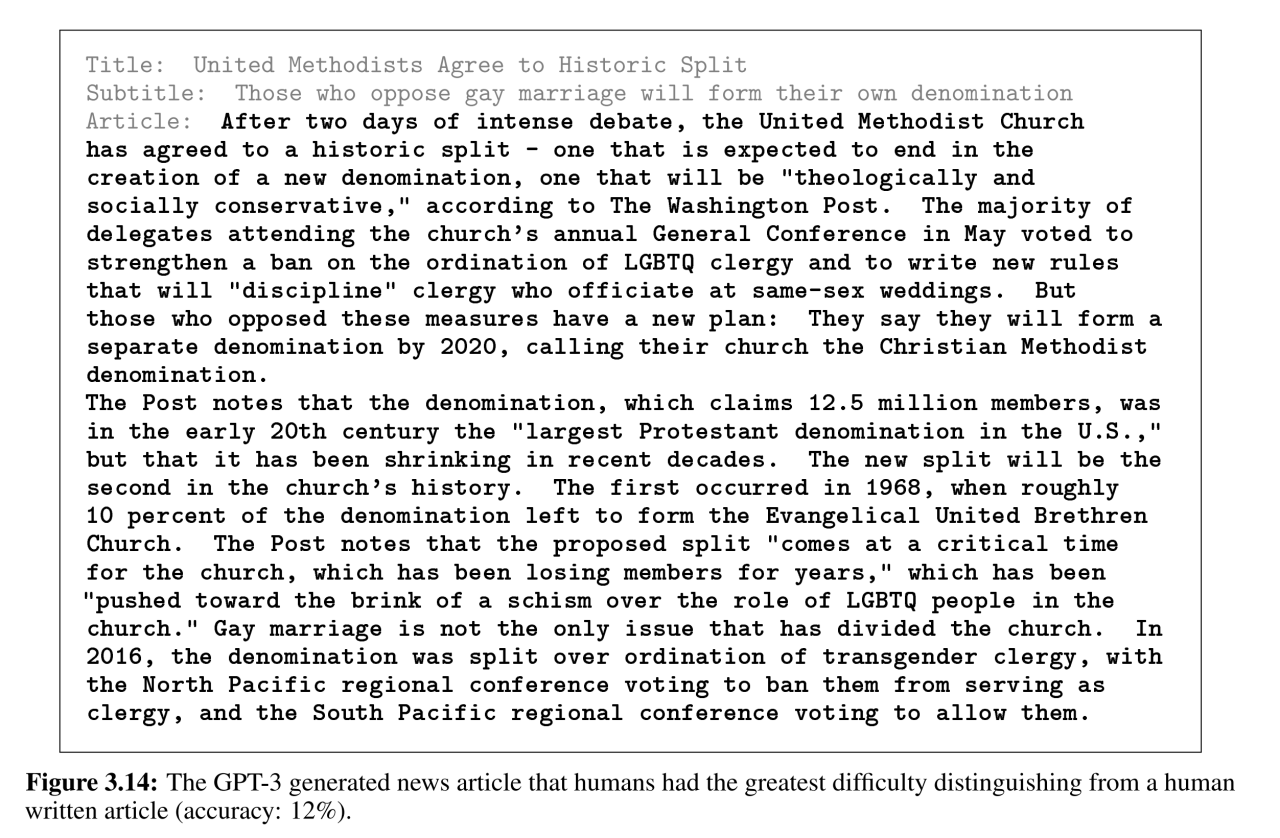 Title: United Methodists Agree to Historic Split
Subtitle: Those who oppose gay marriage will form their own denomination
Article: After two days of intense debate, the United Methodist Church
has agreed to a historic split - one that is expected to end in the
creation of a new denomination, one that will be "theologically and
socially conservative," according to The Washington Post. The majority of
delegates attending the church's annual General Conference in May voted to
strengthen a ban on the ordination of LGBTQ clergy and to write new rules
that will "discipline" clergy who officiate at same-sex weddings. But
those who opposed these measures have a new plan: They say they will form a
separate denomination by 2020, calling their church the Christian Methodist
denomination.
The Post notes that the denomination, which claims 12.5 million members, was
in the early 20th century the "largest Protestant denomination in the U.S.,"
but that it has been shrinking in recent decades. The new split will be the
second in the church's history. The first occurred in 1968, when roughly
10 percent of the denomination left to form the Evangelical United Brethren
Church. The Post notes that the proposed split "comes at a critical time
for the church, which has been losing members for years," which has been
"pushed toward the brink of a schism over the role of LGBTQ people in the
church." Gay marriage is not the only issue that has divided the church. In
2016, the denomination was split over ordination of transgender clergy, with
the North Pacific regional conference voting to ban them from serving as
clergy, and the South Pacific regional conference voting to allow them.
Figure 3.14: The GPT-3 generated news article that humans had the greatest difficulty distinguishing from a human
written article (accuracy: 12%).